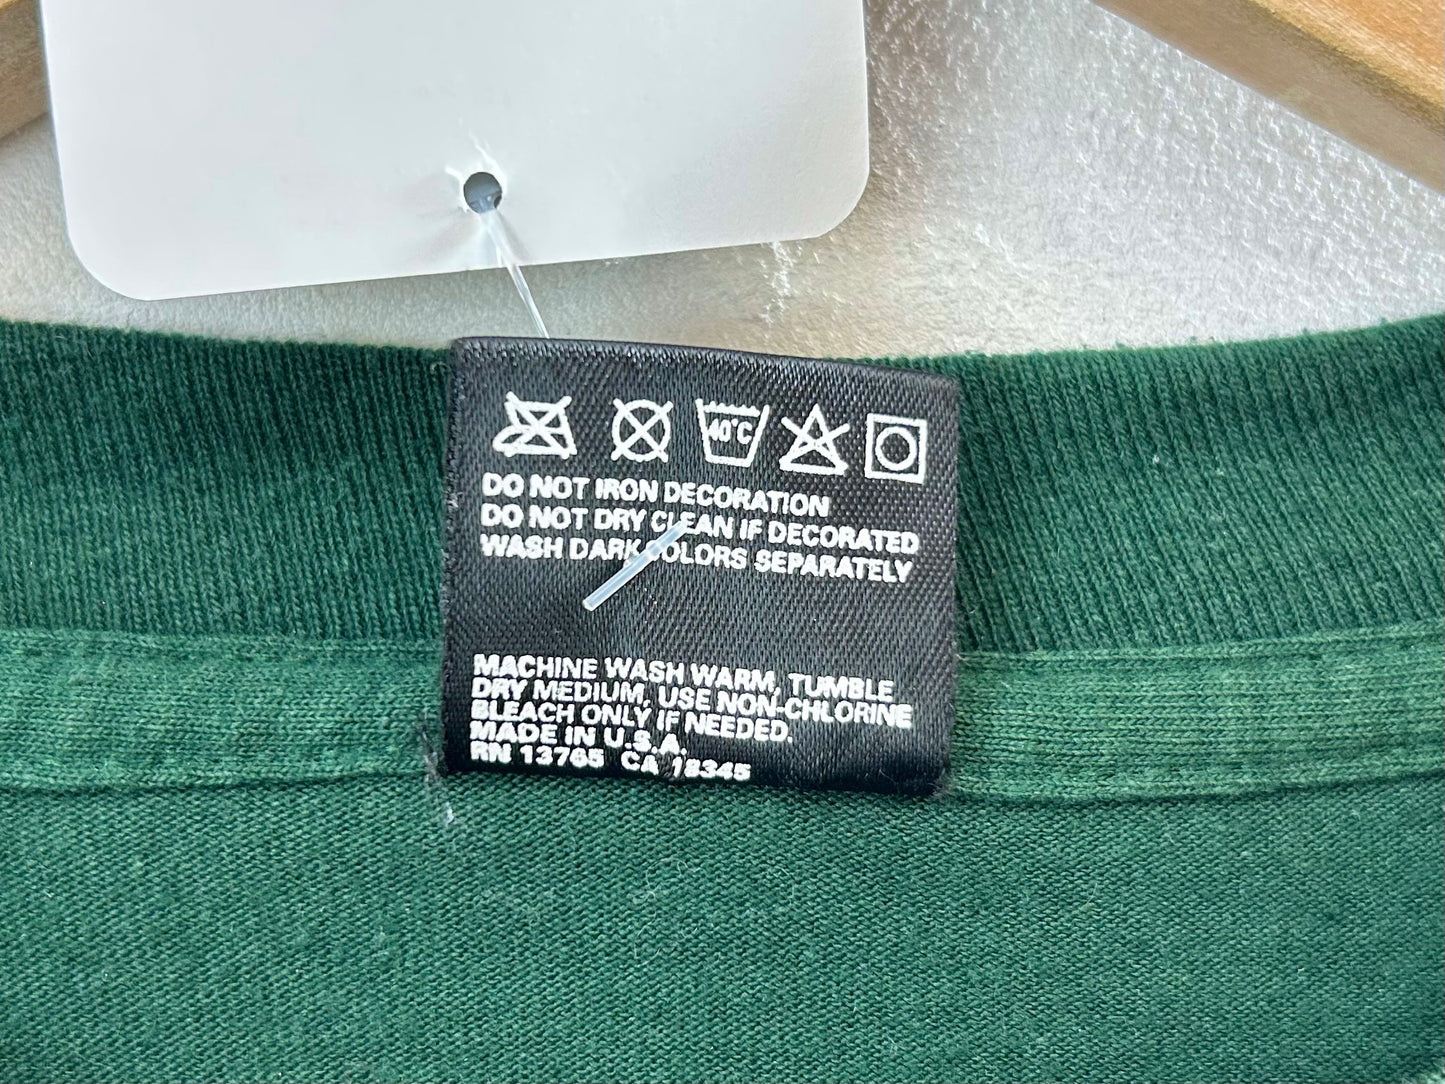 40°C
DO NOT IRON DECORATION
DO NOT DRY CLEAN IF DECORATED
WASH DARK COLORS SEPARATELY
MACHINE WASH WARM, TUMBLE
DRY MEDIUM, USE NON-CHLORINE
BLEACH ONLY IF NEEDED.
MADE IN U.S.A.
RN 13765 CA 18345